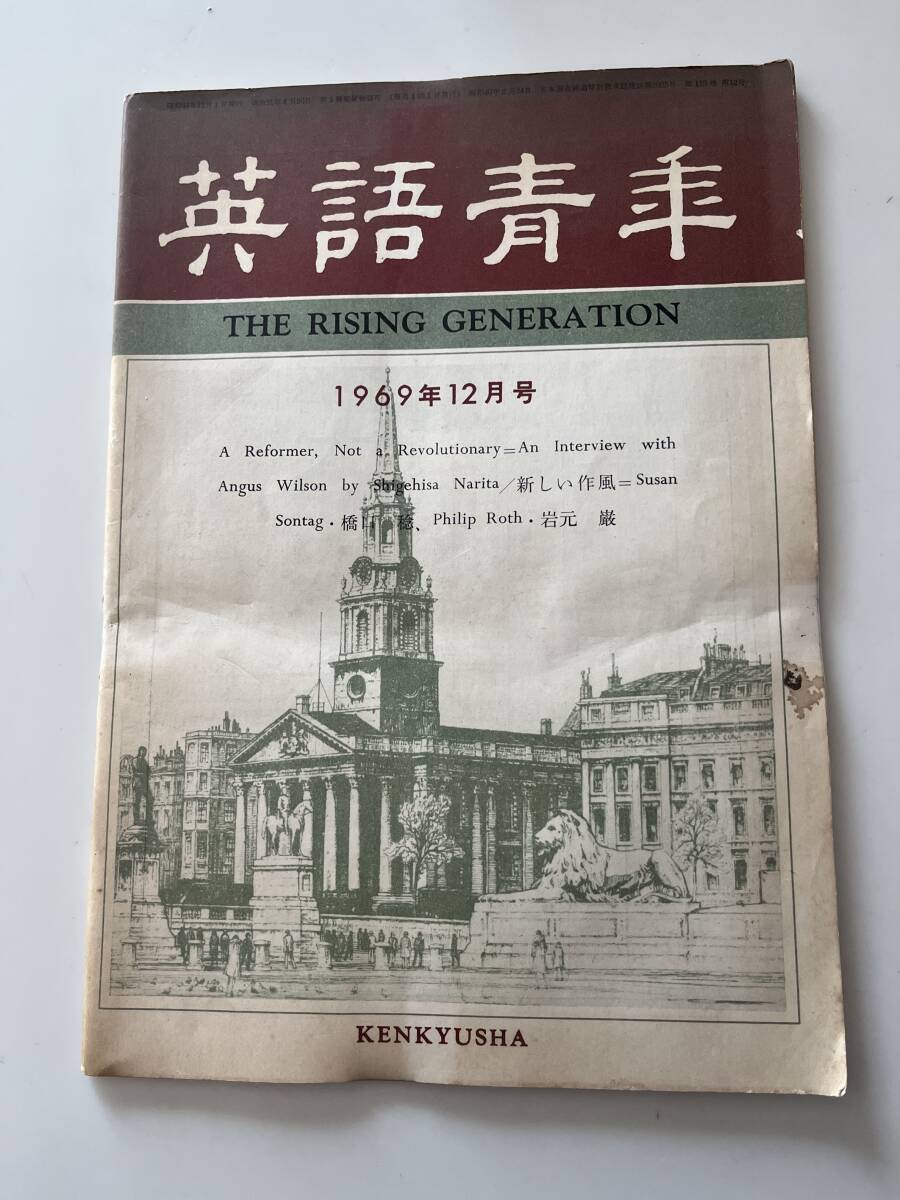 英語青年
THE RISING GENERATION
1969年12月号
A Reformer, Not a Revolutionary=An Interview with
Angus Wilson by Shigehisa Narita/新しい作風=Susan
Sontag・橋口 稔、Philip Roth・岩元 巌
KENKYUSHA